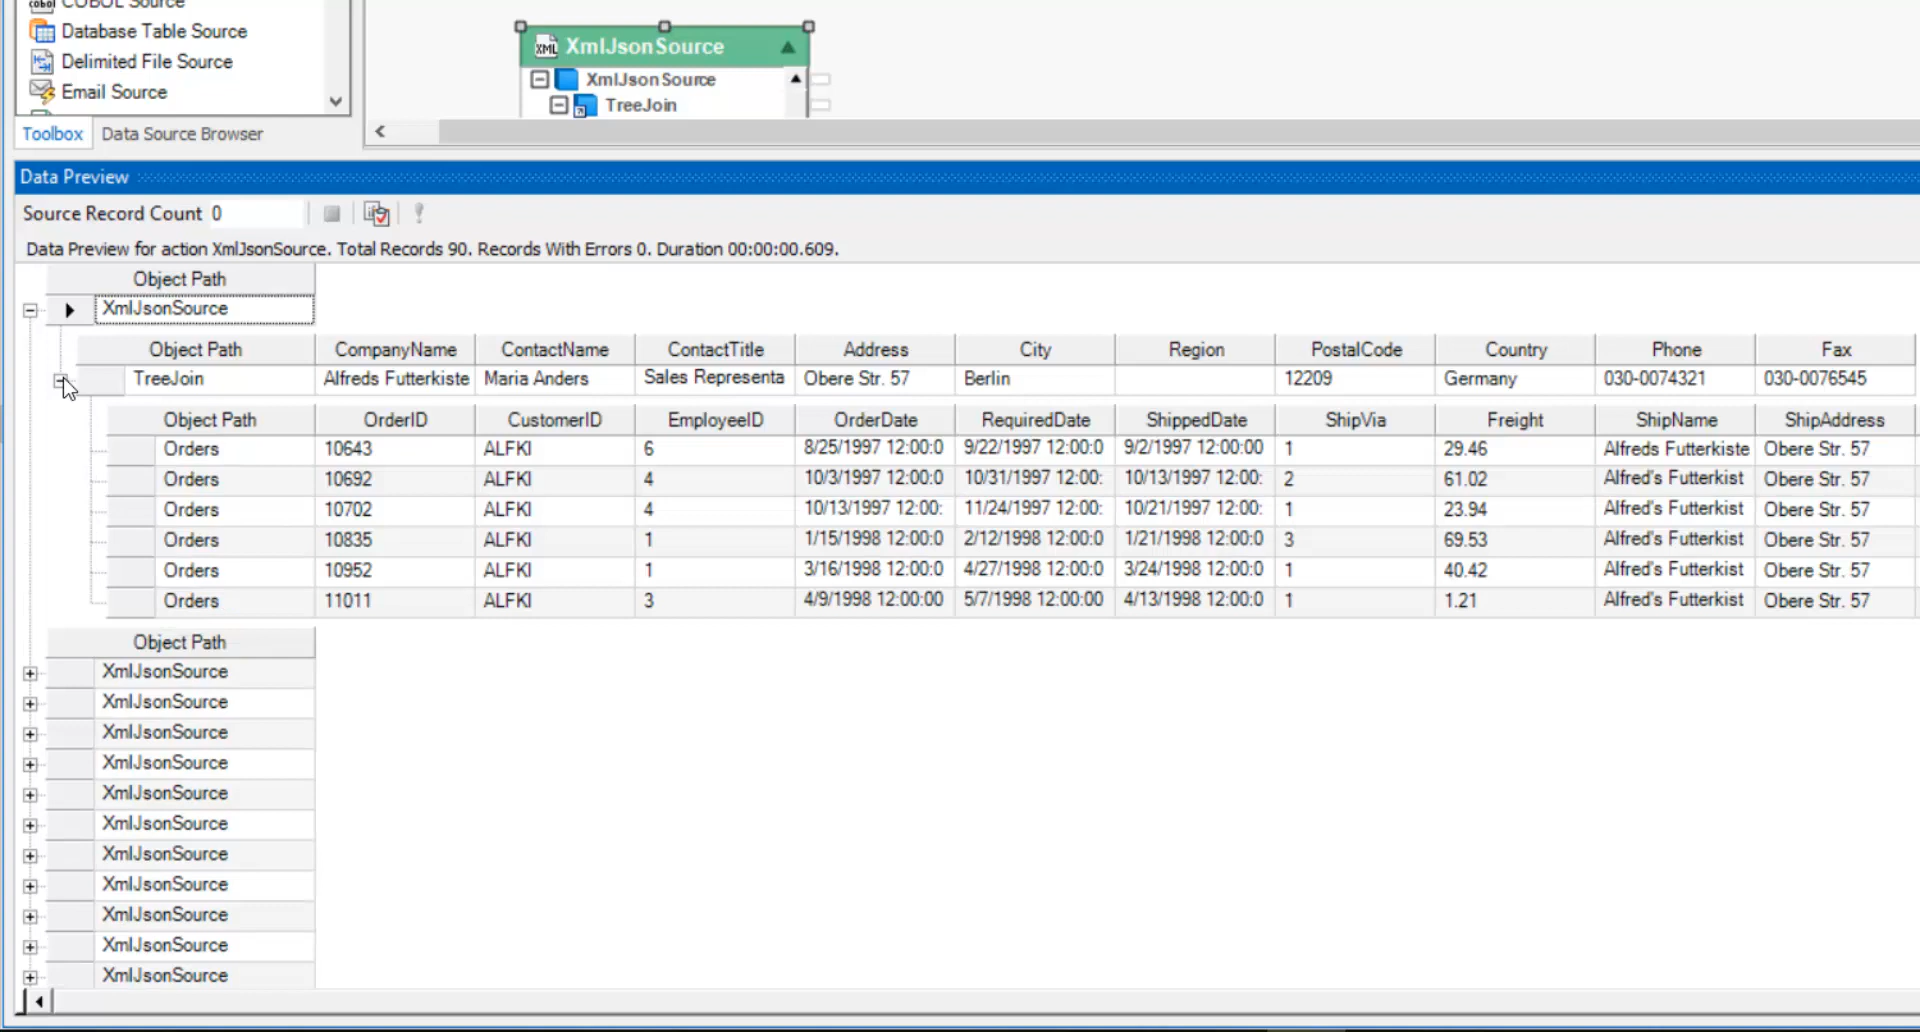 COBOL Source
Database Table Source
Delimited File Source
Email Source
Toolbox Data Source Browser
XML XmlJsonSource
XmlJsonSource
TreeJoin
Data Preview
Source Record Count 0
Data Preview for action XmlJsonSource. Total Records 90. Records With Errors 0. Duration 00:00:00.609.
Object Path
XmlJsonSource
Object Path CompanyName ContactName ContactTitle Address City Region PostalCode Country Phone Fax
TreeJoin Alfreds Futterkiste Maria Anders Sales Representa Obere Str. 57 Berlin 12209 Germany 030-0074321 030-0076545
Object Path OrderID CustomerID EmployeeID OrderDate RequiredDate ShippedDate ShipVia Freight ShipName ShipAddress
Orders 10643 ALFKI 6 8/25/1997 12:00:0 9/22/1997 12:00:0 9/2/1997 12:00:00 1 29.46 Alfreds Futterkiste Obere Str. 57
Orders 10692 ALFKI 4 10/3/1997 12:00:0 10/31/1997 12:00: 10/13/1997 12:00: 2 61.02 Alfred's Futterkist Obere Str. 57
Orders 10702 ALFKI 4 10/13/1997 12:00: 11/24/1997 12:00: 10/21/1997 12:00: 1 23.94 Alfred's Futterkist Obere Str. 57
Orders 10835 ALFKI 1 1/15/1998 12:00:0 2/12/1998 12:00:0 1/21/1998 12:00:0 3 69.53 Alfred's Futterkist Obere Str. 57
Orders 10952 ALFKI 1 3/16/1998 12:00:0 4/27/1998 12:00:0 3/24/1998 12:00:0 1 40.42 Alfred's Futterkist Obere Str. 57
Orders 11011 ALFKI 3 4/9/1998 12:00:00 5/7/1998 12:00:00 4/13/1998 12:00:0 1 1.21 Alfred's Futterkist Obere Str. 57
Object Path
XmlJsonSource
XmlJsonSource
XmlJsonSource
XmlJsonSource
XmlJsonSource
XmlJsonSource
XmlJsonSource
XmlJsonSource
XmlJsonSource
XmlJsonSource
XmlJsonSource